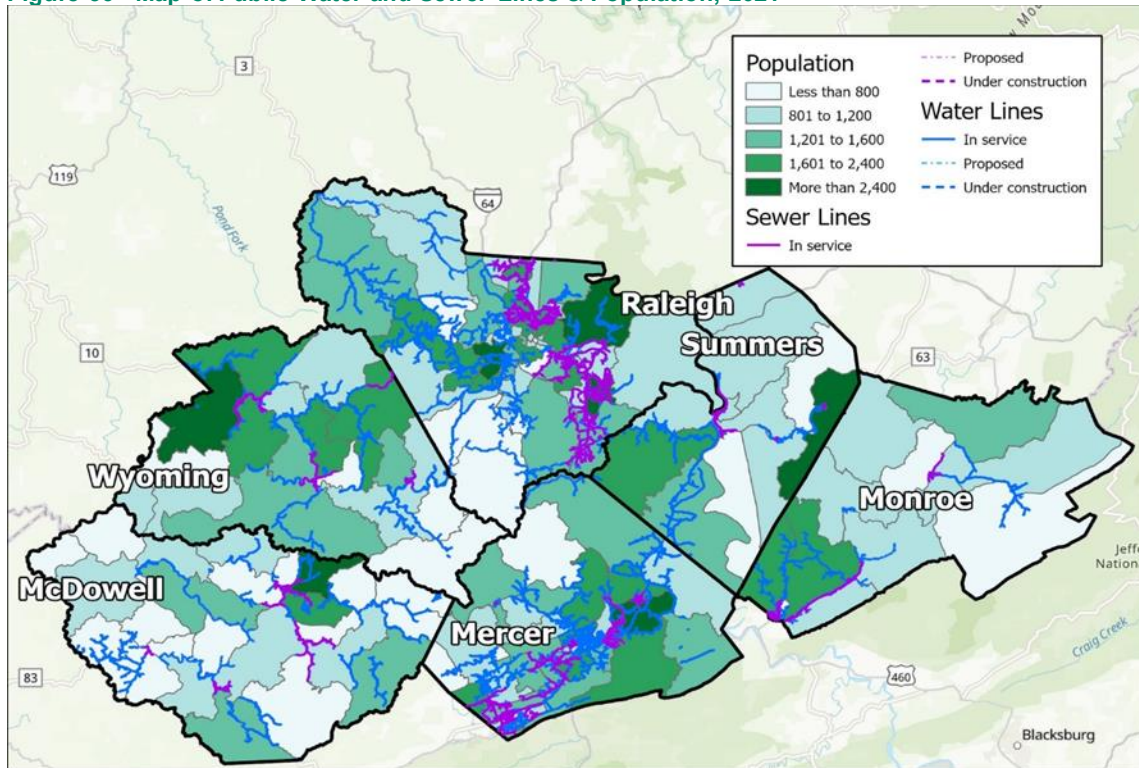 Map of Public Water and Sewer Lines & Population, 2021
3
119
Pond Fork
64
10
83
63
460
Population
Less than 800
801 to 1,200
1,201 to 1,600
1,601 to 2,400
More than 2,400
Sewer Lines
In service
Proposed
Under construction
Water Lines
In service
Proposed
Under construction
Raleigh
Summers
Wyoming
Monroe
McDowell
Mercer
Jeff
Nationa
Craig Creek
Blacksburg